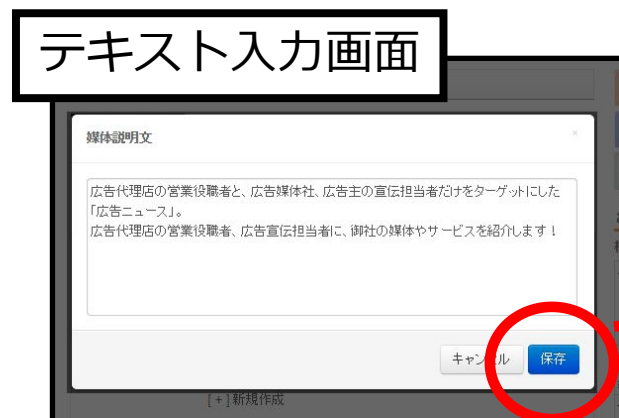 テキスト入力画面
媒体説明文
×
広告代理店の営業役職者と、広告媒体社、広告主の宣伝担当者だけをターゲットにした
「広告ニュース」。
広告代理店の営業役職者、広告宣伝担当者に、御社の媒体やサービスを紹介します！
キャンセル
保存
[+]新規作成